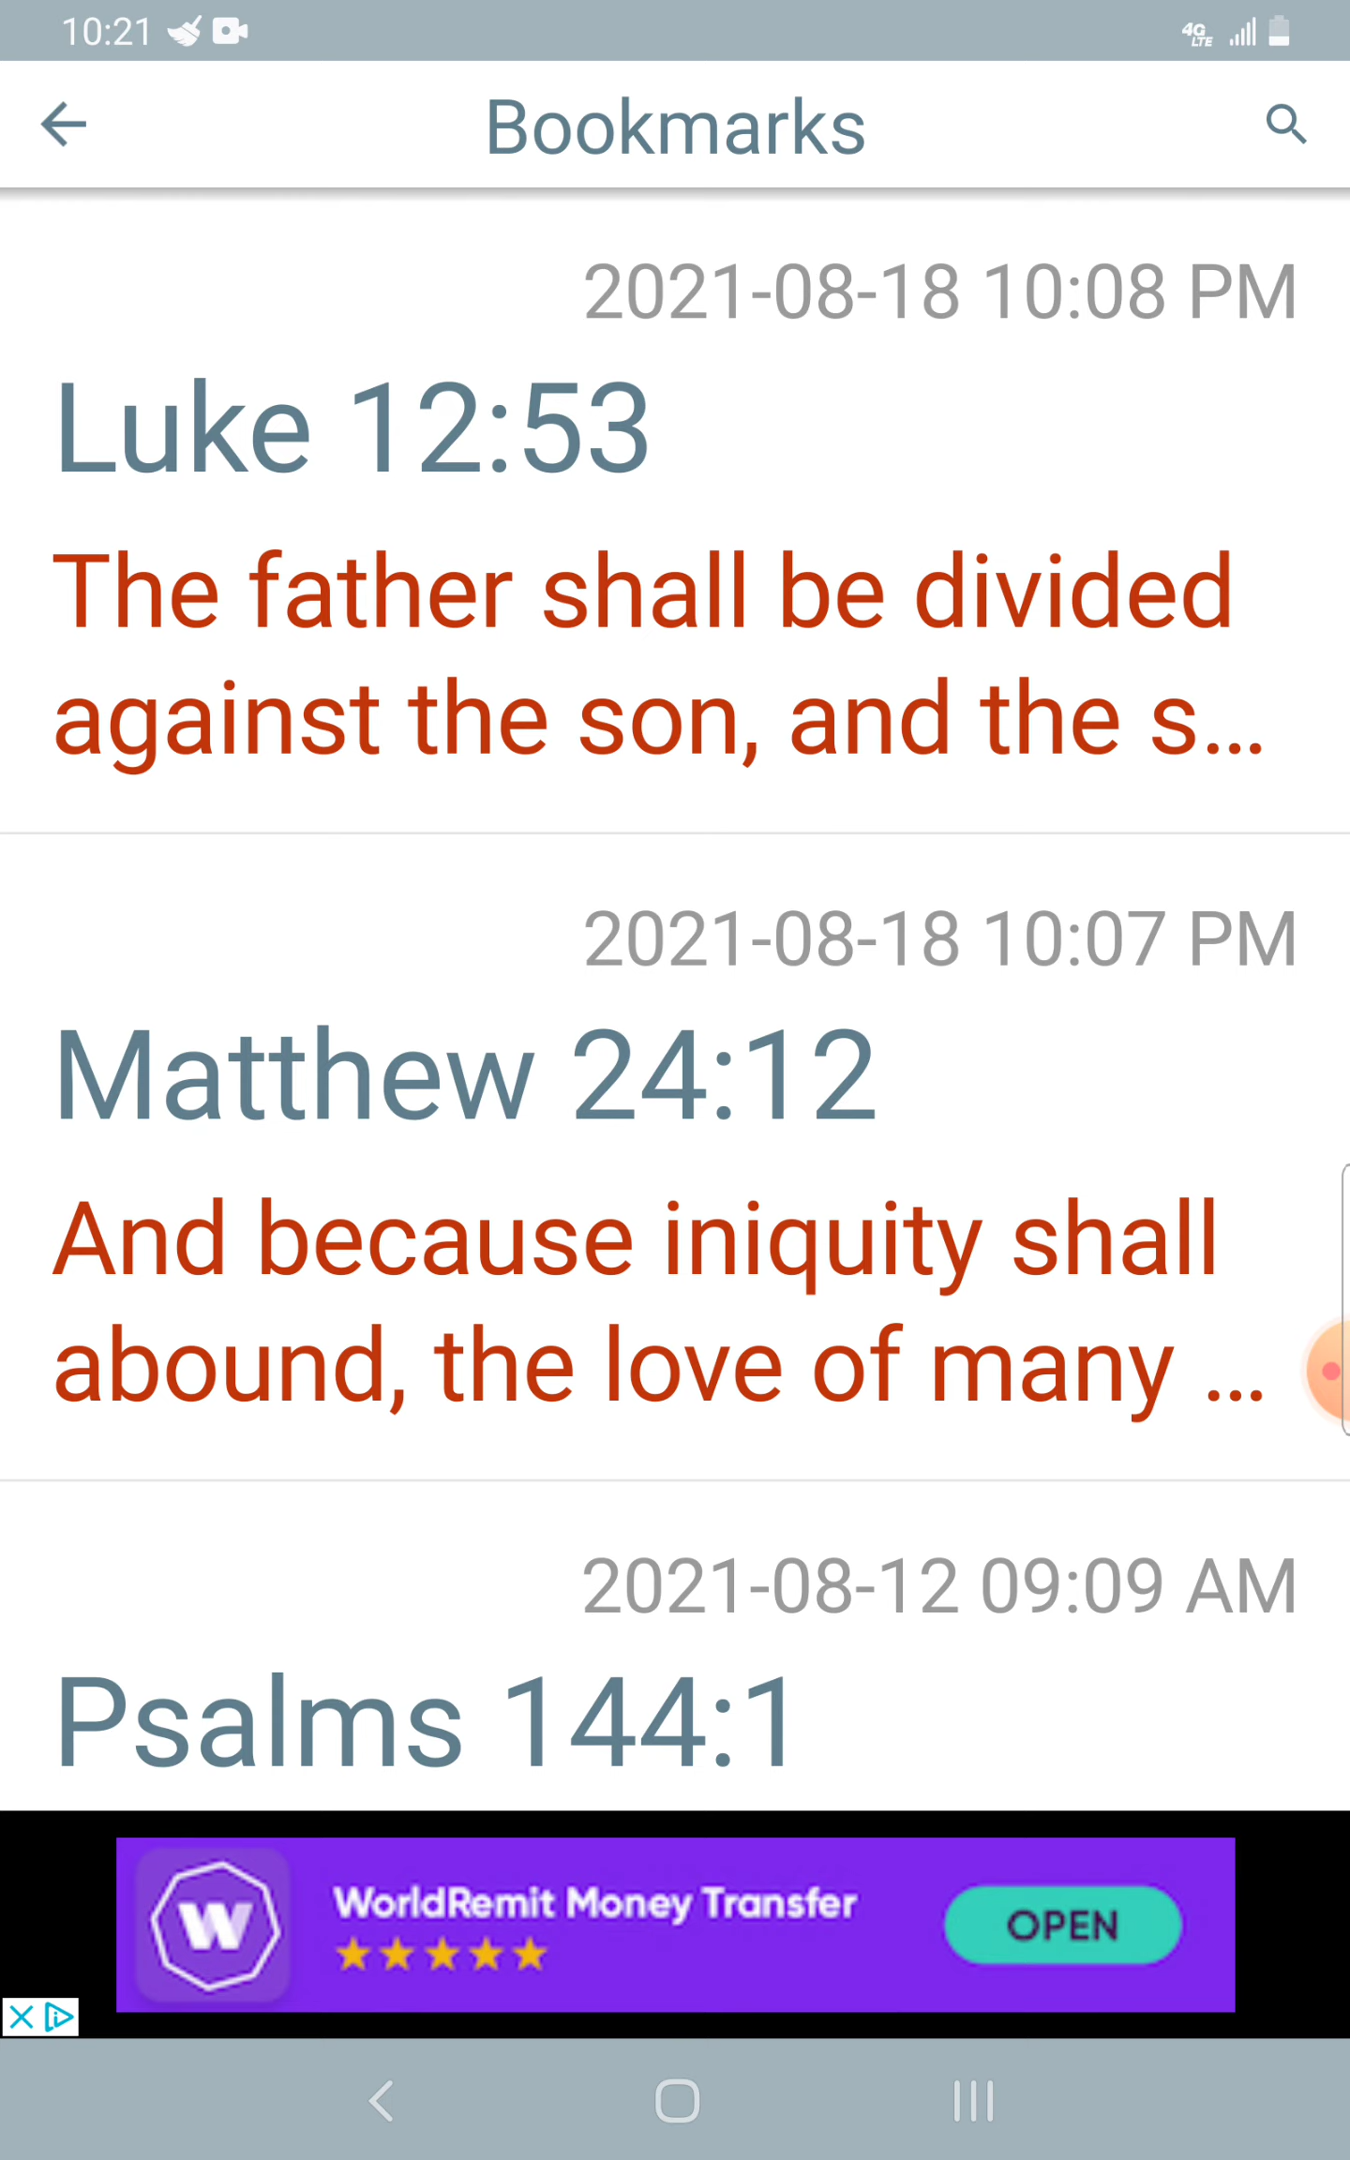 10:21
4G
LTE
Bookmarks
2021-08-18 10:08 PM
Luke 12:53
The father shall be divided
against the son, and the s...
2021-08-18 10:07 PM
Matthew 24:12
And because iniquity shall
abound, the love of many ...
2021-08-12 09:09 AM
Psalms 144:1
W
WorldRemit Money Transfer
OPEN